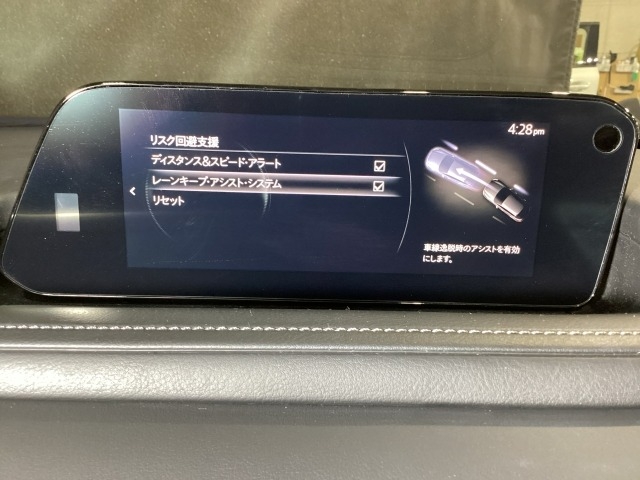 4:28pm
リスク回避支援
ディスタンス&スピード・アラート
レーンキープ・アシスト・システム
リセット
車線逸脱時のアシストを有効
にします。